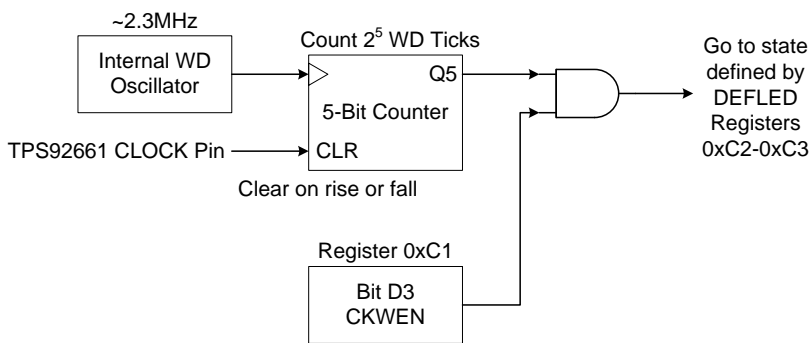 ~2.3MHz
Internal WD
Oscillator
Count 2⁵ WD Ticks
Q5
5-Bit Counter
CLR
TPS92661 CLOCK Pin
Clear on rise or fall
Go to state
defined by
DEFLED
Registers
0xC2-0xC3
Register 0xC1
Bit D3
CKWEN